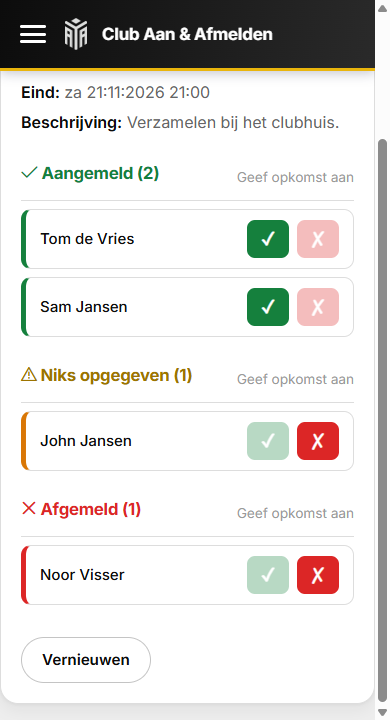 Club Aan & Afmelden
Eind: za 21:11:2026 21:00
Beschrijving: Verzamelen bij het clubhuis.
Aangemeld (2)
Geef opkomst aan
Tom de Vries
Sam Jansen
Niks opgegeven (1)
Geef opkomst aan
John Jansen
Afgemeld (1)
Geef opkomst aan
Noor Visser
Vernieuwen